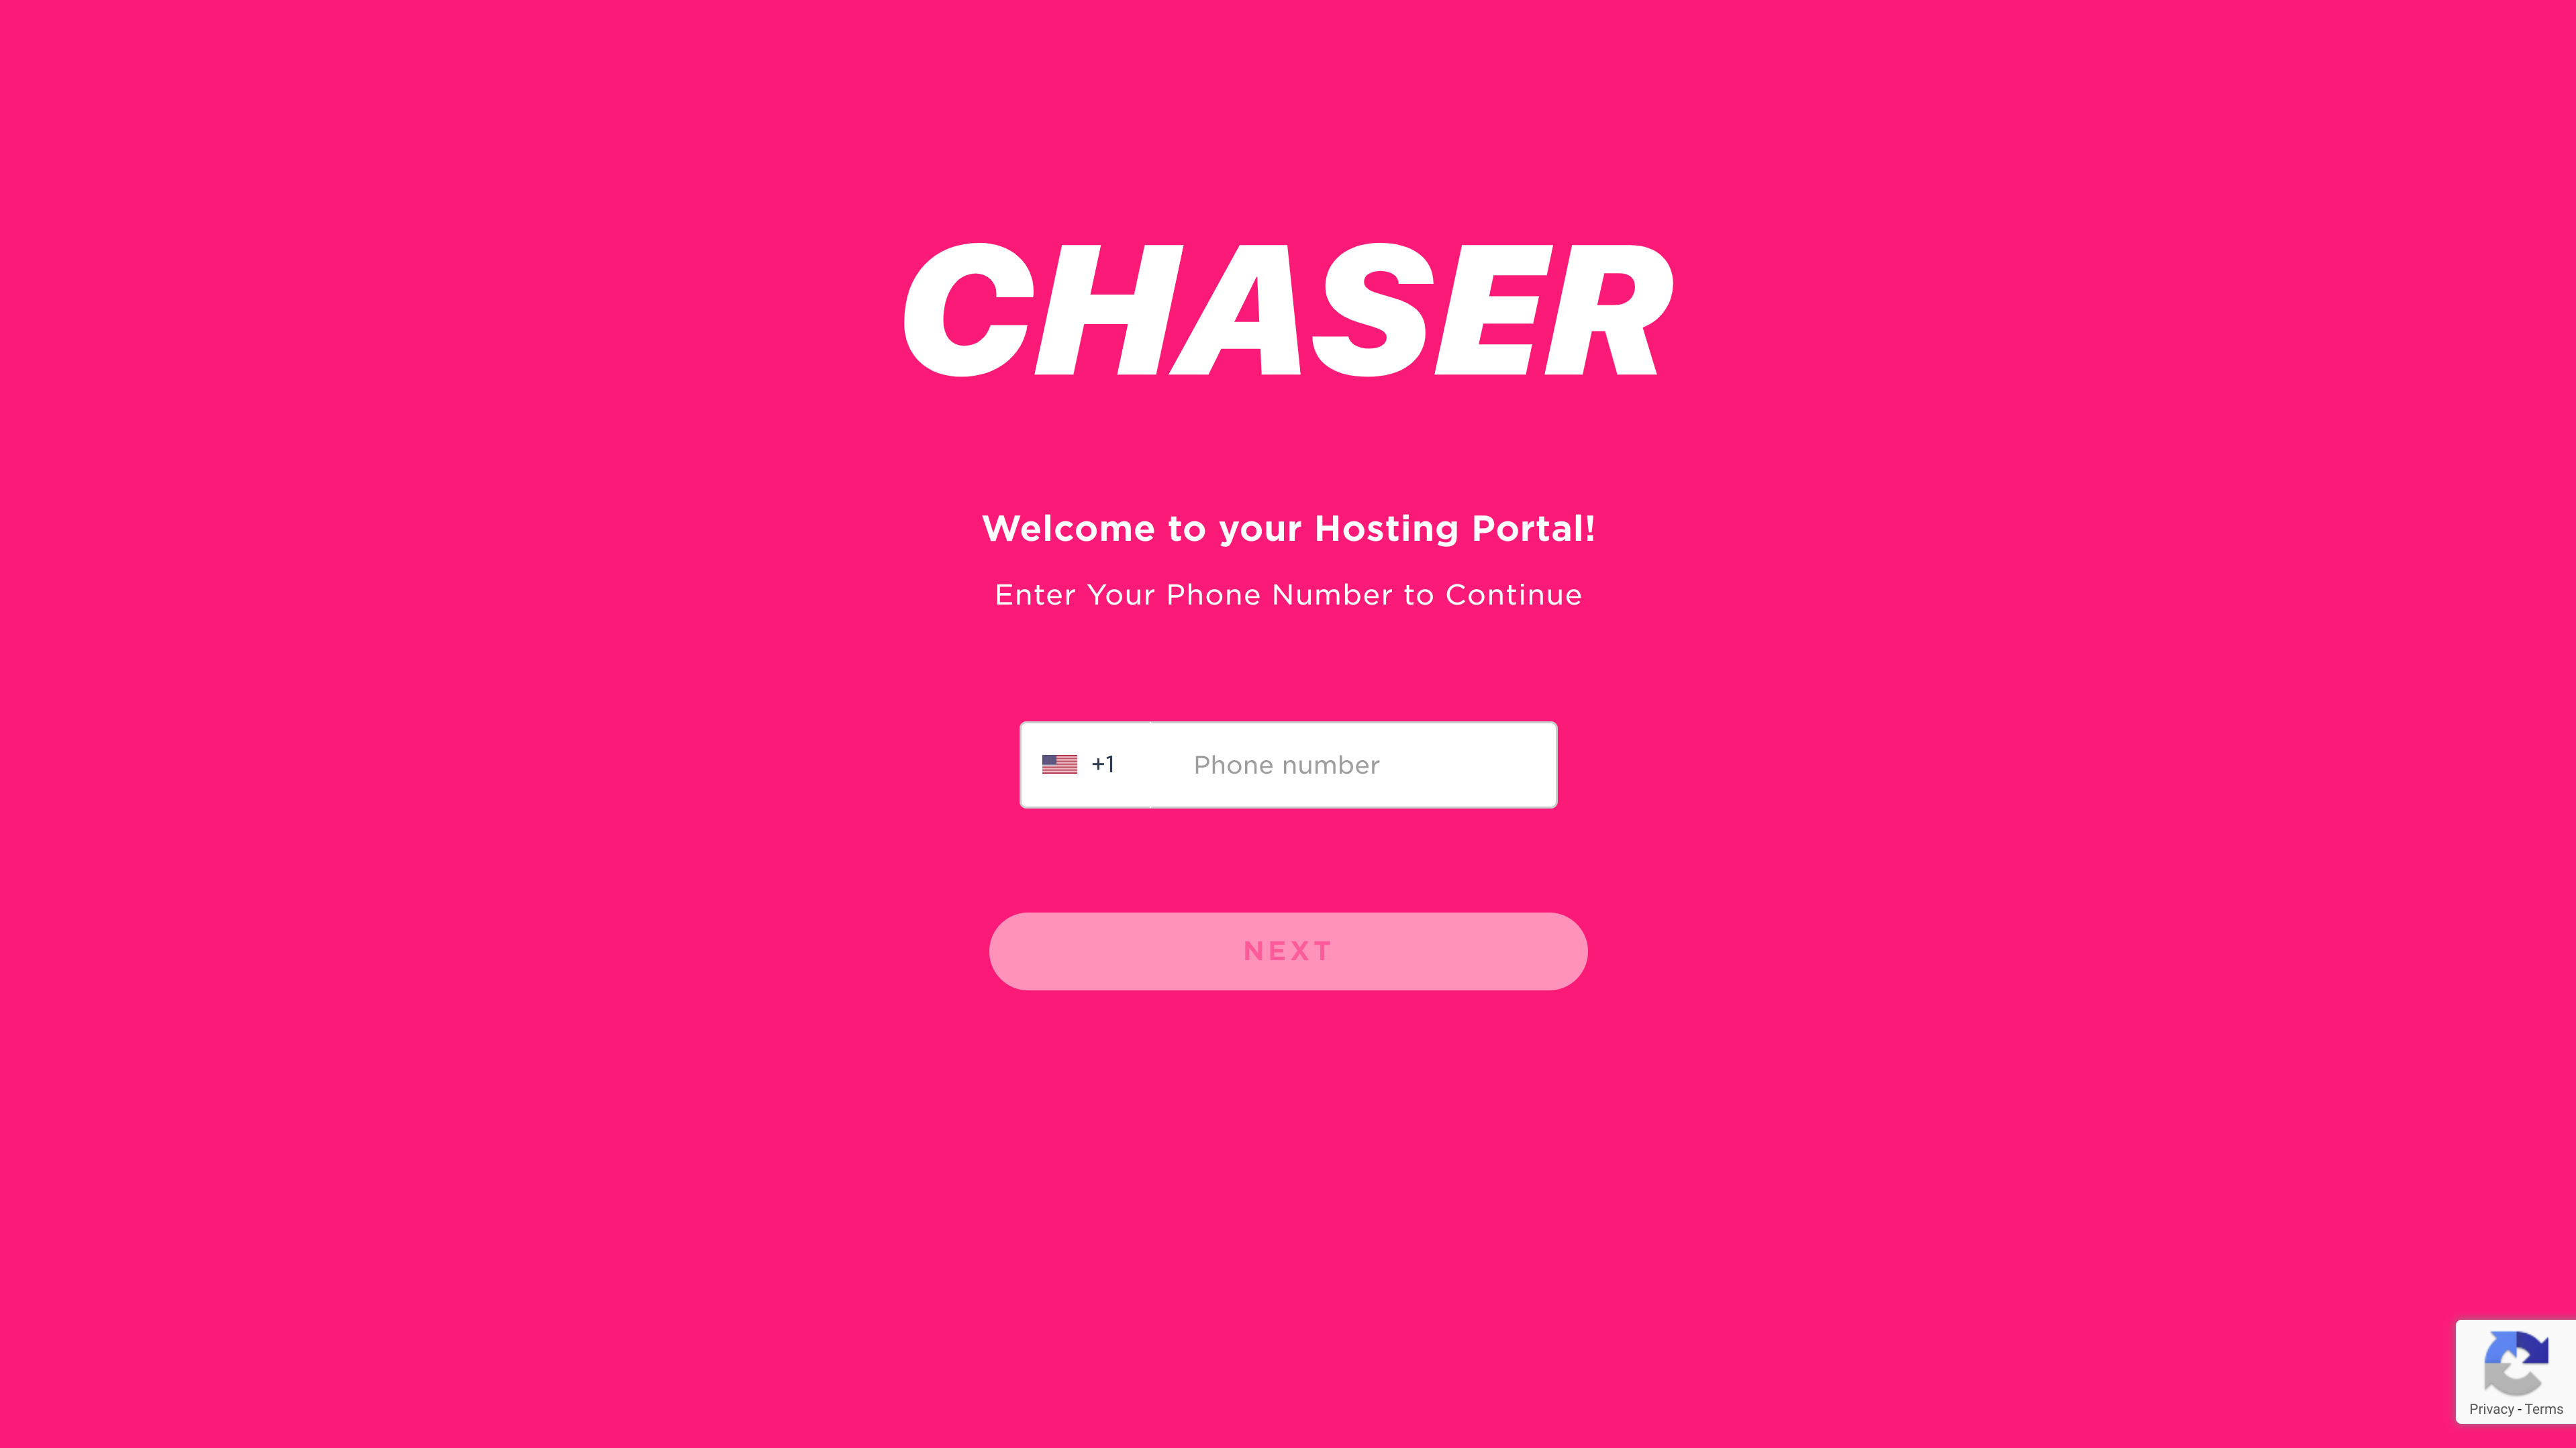 CHASER
Welcome to your Hosting Portal!
Enter Your Phone Number to Continue
+1 Phone number
NEXT
Privacy - Terms